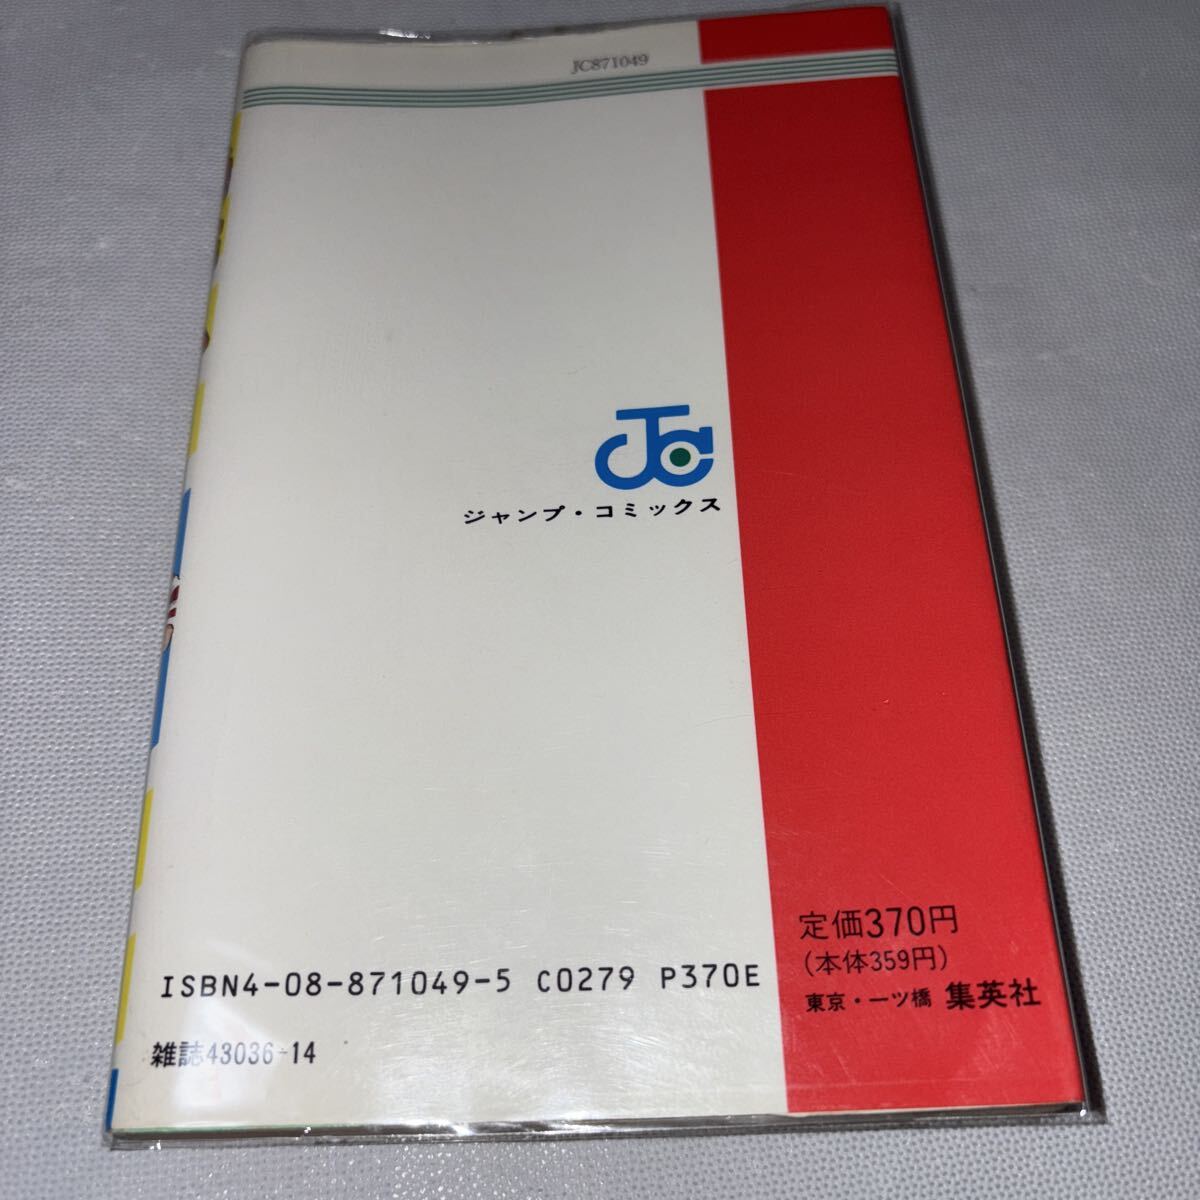 JC871049
JC
ジャンプ・コミックス
定価370円
(本体359円)
東京・一ツ橋 集英社
ISBN4-08-871049-5 C0279 P370E
雑誌43036-14